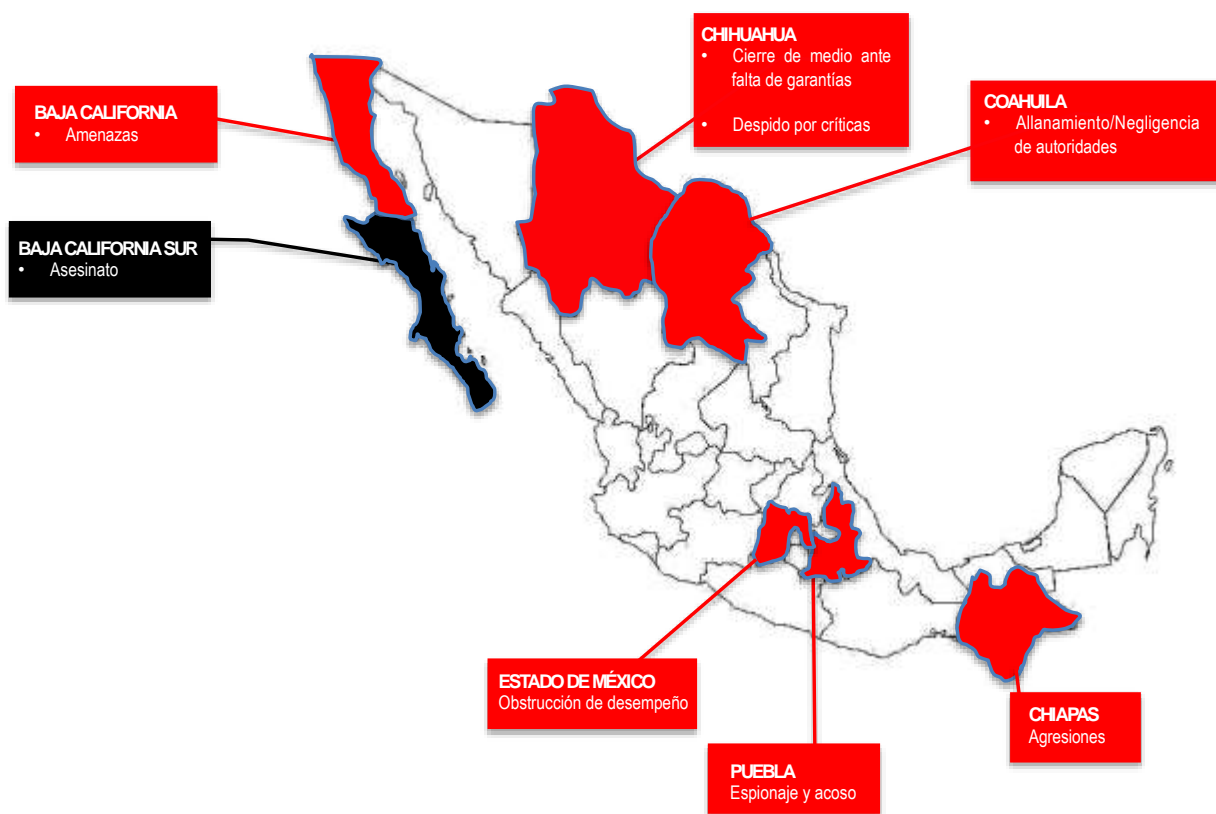 CHIHUAHUA
• Cierre de medio ante
falta de garantías
• Despido por críticas
COAHUILA
• Allanamiento/Negligencia
de autoridades
BAJA CALIFORNIA
• Amenazas
BAJA CALIFORNIA SUR
• Asesinato
ESTADO DE MÉXICO
Obstrucción de desempeño
CHIAPAS
Agresiones
PUEBLA
Espionaje y acoso